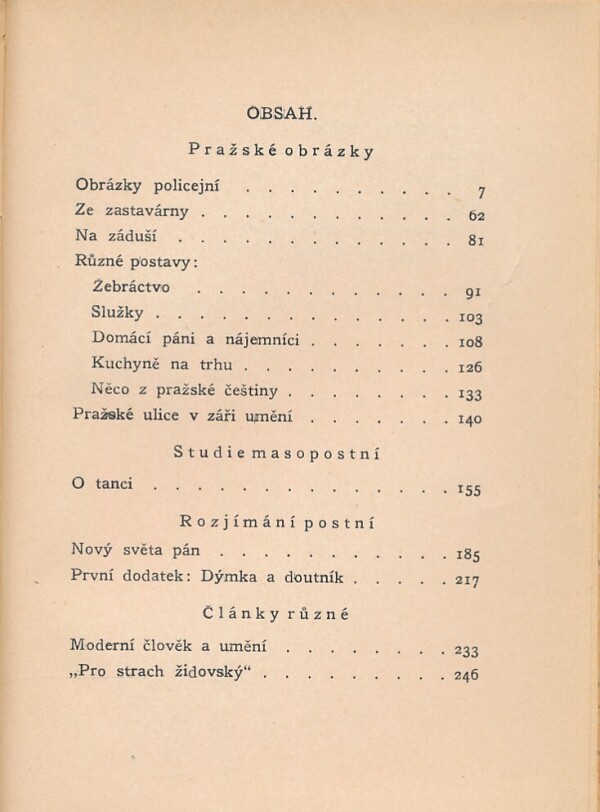 OBSAH.
Pražské obrázky
Obrázky policejní . . . . . . . . . . 7
Ze zastavárny . . . . . . . . . . . . 62
Na záduší . . . . . . . . . . . . . 81
Různé postavy:
Žebráctvo . . . . . . . . . . . . 91
Služky . . . . . . . . . . . . . . 103
Domácí páni a nájemníci . . . . . . . 108
Kuchyně na trhu . . . . . . . . . . 126
Něco z pražské češtiny . . . . . . . . 133
Pražské ulice v záři umění . . . . . . . 140
Studie masopostní
O tanci . . . . . . . . . . . . . . 155
Rozjímání postní
Nový světa pán . . . . . . . . . . . 185
První dodatek: Dýmka a doutník . . . . . 217
Články různé
Moderní člověk a umění . . . . . . . . 233
„Pro strach židovský“ . . . . . . . . . 246